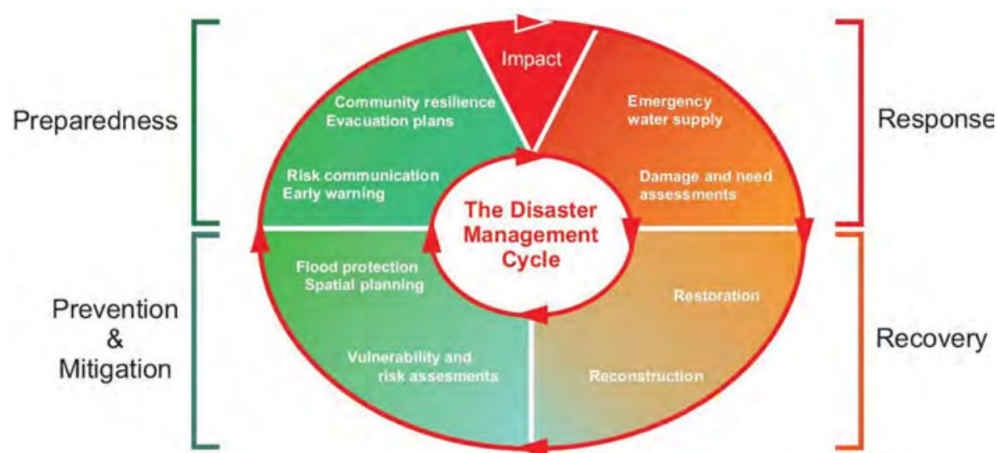 Impact
Preparedness
Community resilience
Evacuation plans
Risk communication
Early warning
Emergency
water supply
Damage and need
assessments
Response
The Disaster
Management
Cycle
Prevention
&
Mitigation
Flood protection
Spatial planning
Vulnerability and
risk assesments
Restoration
Reconstruction
Recovery